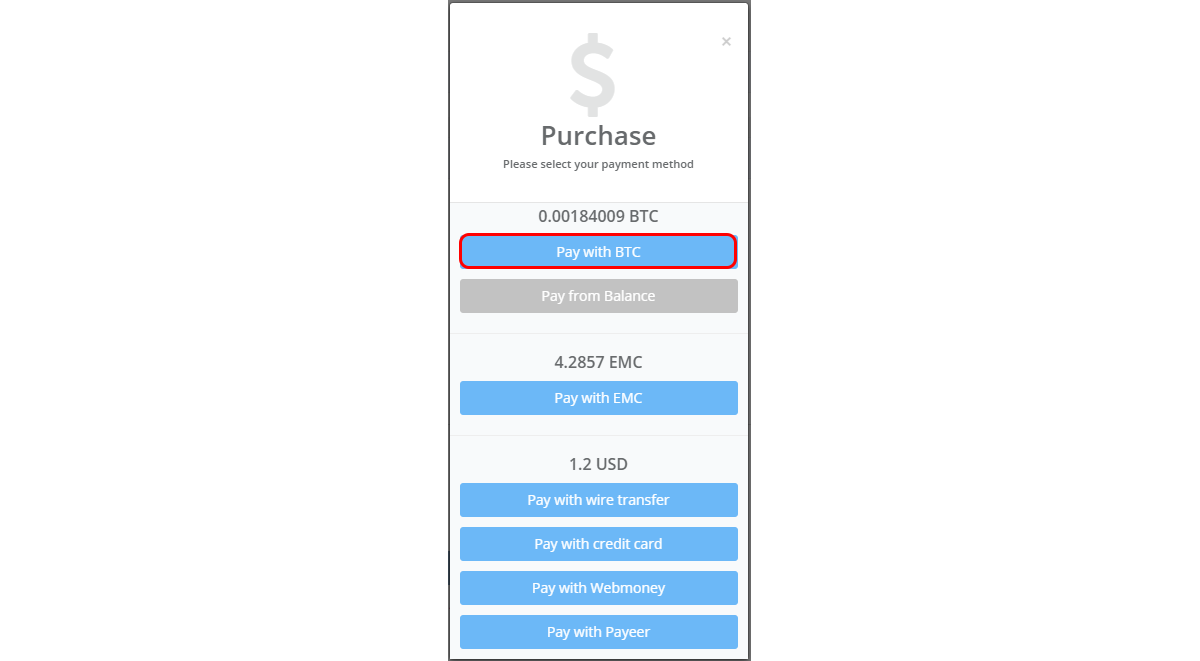 $
×
Purchase
Please select your payment method
0.00184009 BTC
Pay with BTC
Pay from Balance
4.2857 EMC
Pay with EMC
1.2 USD
Pay with wire transfer
Pay with credit card
Pay with Webmoney
Pay with Payeer